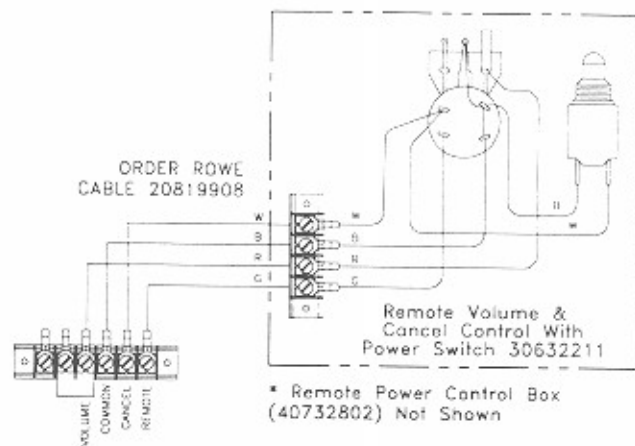 ORDER ROWE
CABLE 20819908
W
B
R
G
W
B
G
W
Remote Volume &
Cancel Control With
Power Switch 30632211
* Remote Power Control Box
(40732802) Not Shown
VOLUME
COMMON
CANCEL
REMOTE